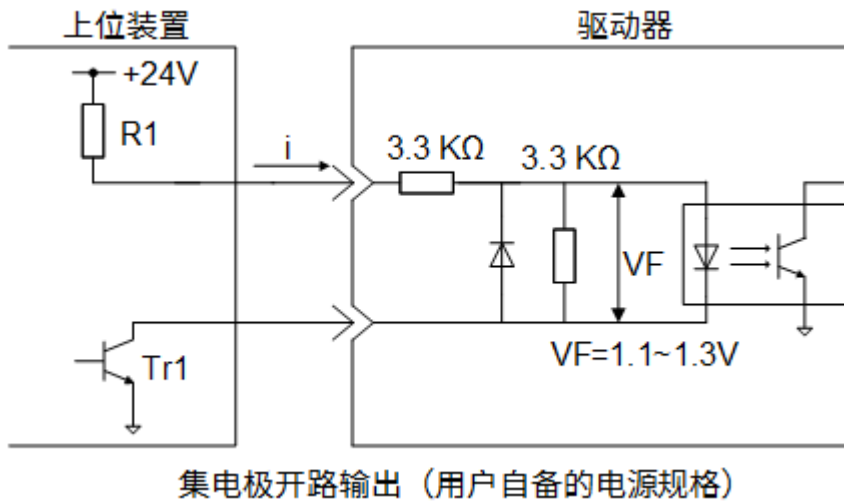 上位装置
驱动器
+24V
R1
i
3.3 KΩ
3.3 KΩ
VF
Tr1
VF=1.1~1.3V
集电极开路输出（用户自备的电源规格）